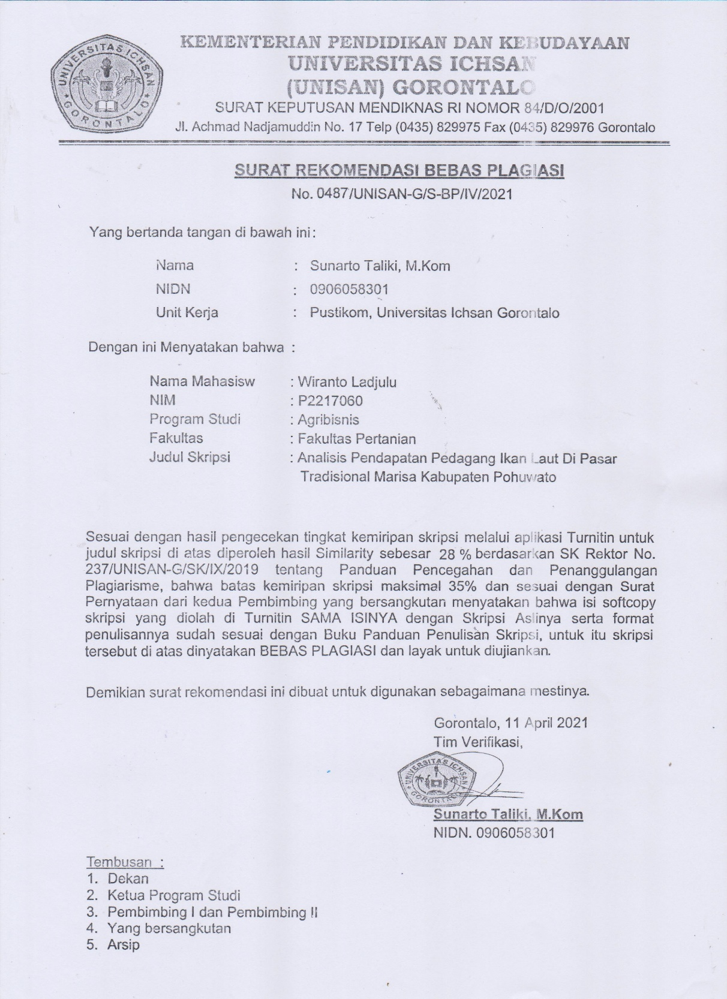 UNIVERSITAS ICHSAN
GORONTALO
KEMENTERIAN PENDIDIKAN DAN KEBUDAYAAN
UNIVERSITAS ICHSAN
(UNISAN) GORONTALO
SURAT KEPUTUSAN MENDIKNAS RI NOMOR 84/D/O/2001
Jl. Achmad Nadjamuddin No. 17 Telp (0435) 829975 Fax (0435) 829976 Gorontalo
SURAT REKOMENDASI BEBAS PLAGIASI
No. 0487/UNISAN-G/S-BP/IV/2021
Yang bertanda tangan di bawah ini :
Nama : Sunarto Taliki, M.Kom
NIDN : 0906058301
Unit Kerja : Pustikom, Universitas Ichsan Gorontalo
Dengan ini Menyatakan bahwa :
Nama Mahasisw : Wiranto Ladjulu
NIM : P2217060
Program Studi : Agribisnis
Fakultas : Fakultas Pertanian
Judul Skripsi : Analisis Pendapatan Pedagang Ikan Laut Di Pasar
Tradisional Marisa Kabupaten Pohuwato
Sesuai dengan hasil pengecekan tingkat kemiripan skripsi melalui aplikasi Turnitin untuk
judul skripsi di atas diperoleh hasil Similarity sebesar 28 % berdasarkan SK Rektor No.
237/UNISAN-G/SK/IX/2019 tentang Panduan Pencegahan dan Penanggulangan
Plagiarisme, bahwa batas kemiripan skripsi maksimal 35% dan sesuai dengan Surat
Pernyataan dari kedua Pembimbing yang bersangkutan menyatakan bahwa isi softcopy
skripsi yang diolah di Turnitin SAMA ISINYA dengan Skripsi Aslinya serta format
penulisannya sudah sesuai dengan Buku Panduan Penulisan Skripsi, untuk itu skripsi
tersebut di atas dinyatakan BEBAS PLAGIASI dan layak untuk diujiankan.
Demikian surat rekomendasi ini dibuat untuk digunakan sebagaimana mestinya.
Gorontalo, 11 April 2021
Tim Verifikasi,
UNIVERSITAS ICHSAN
GORONTALO
Sunarto Taliki, M.Kom
NIDN. 0906058301
Tembusan :
1. Dekan
2. Ketua Program Studi
3. Pembimbing I dan Pembimbing II
4. Yang bersangkutan
5. Arsip